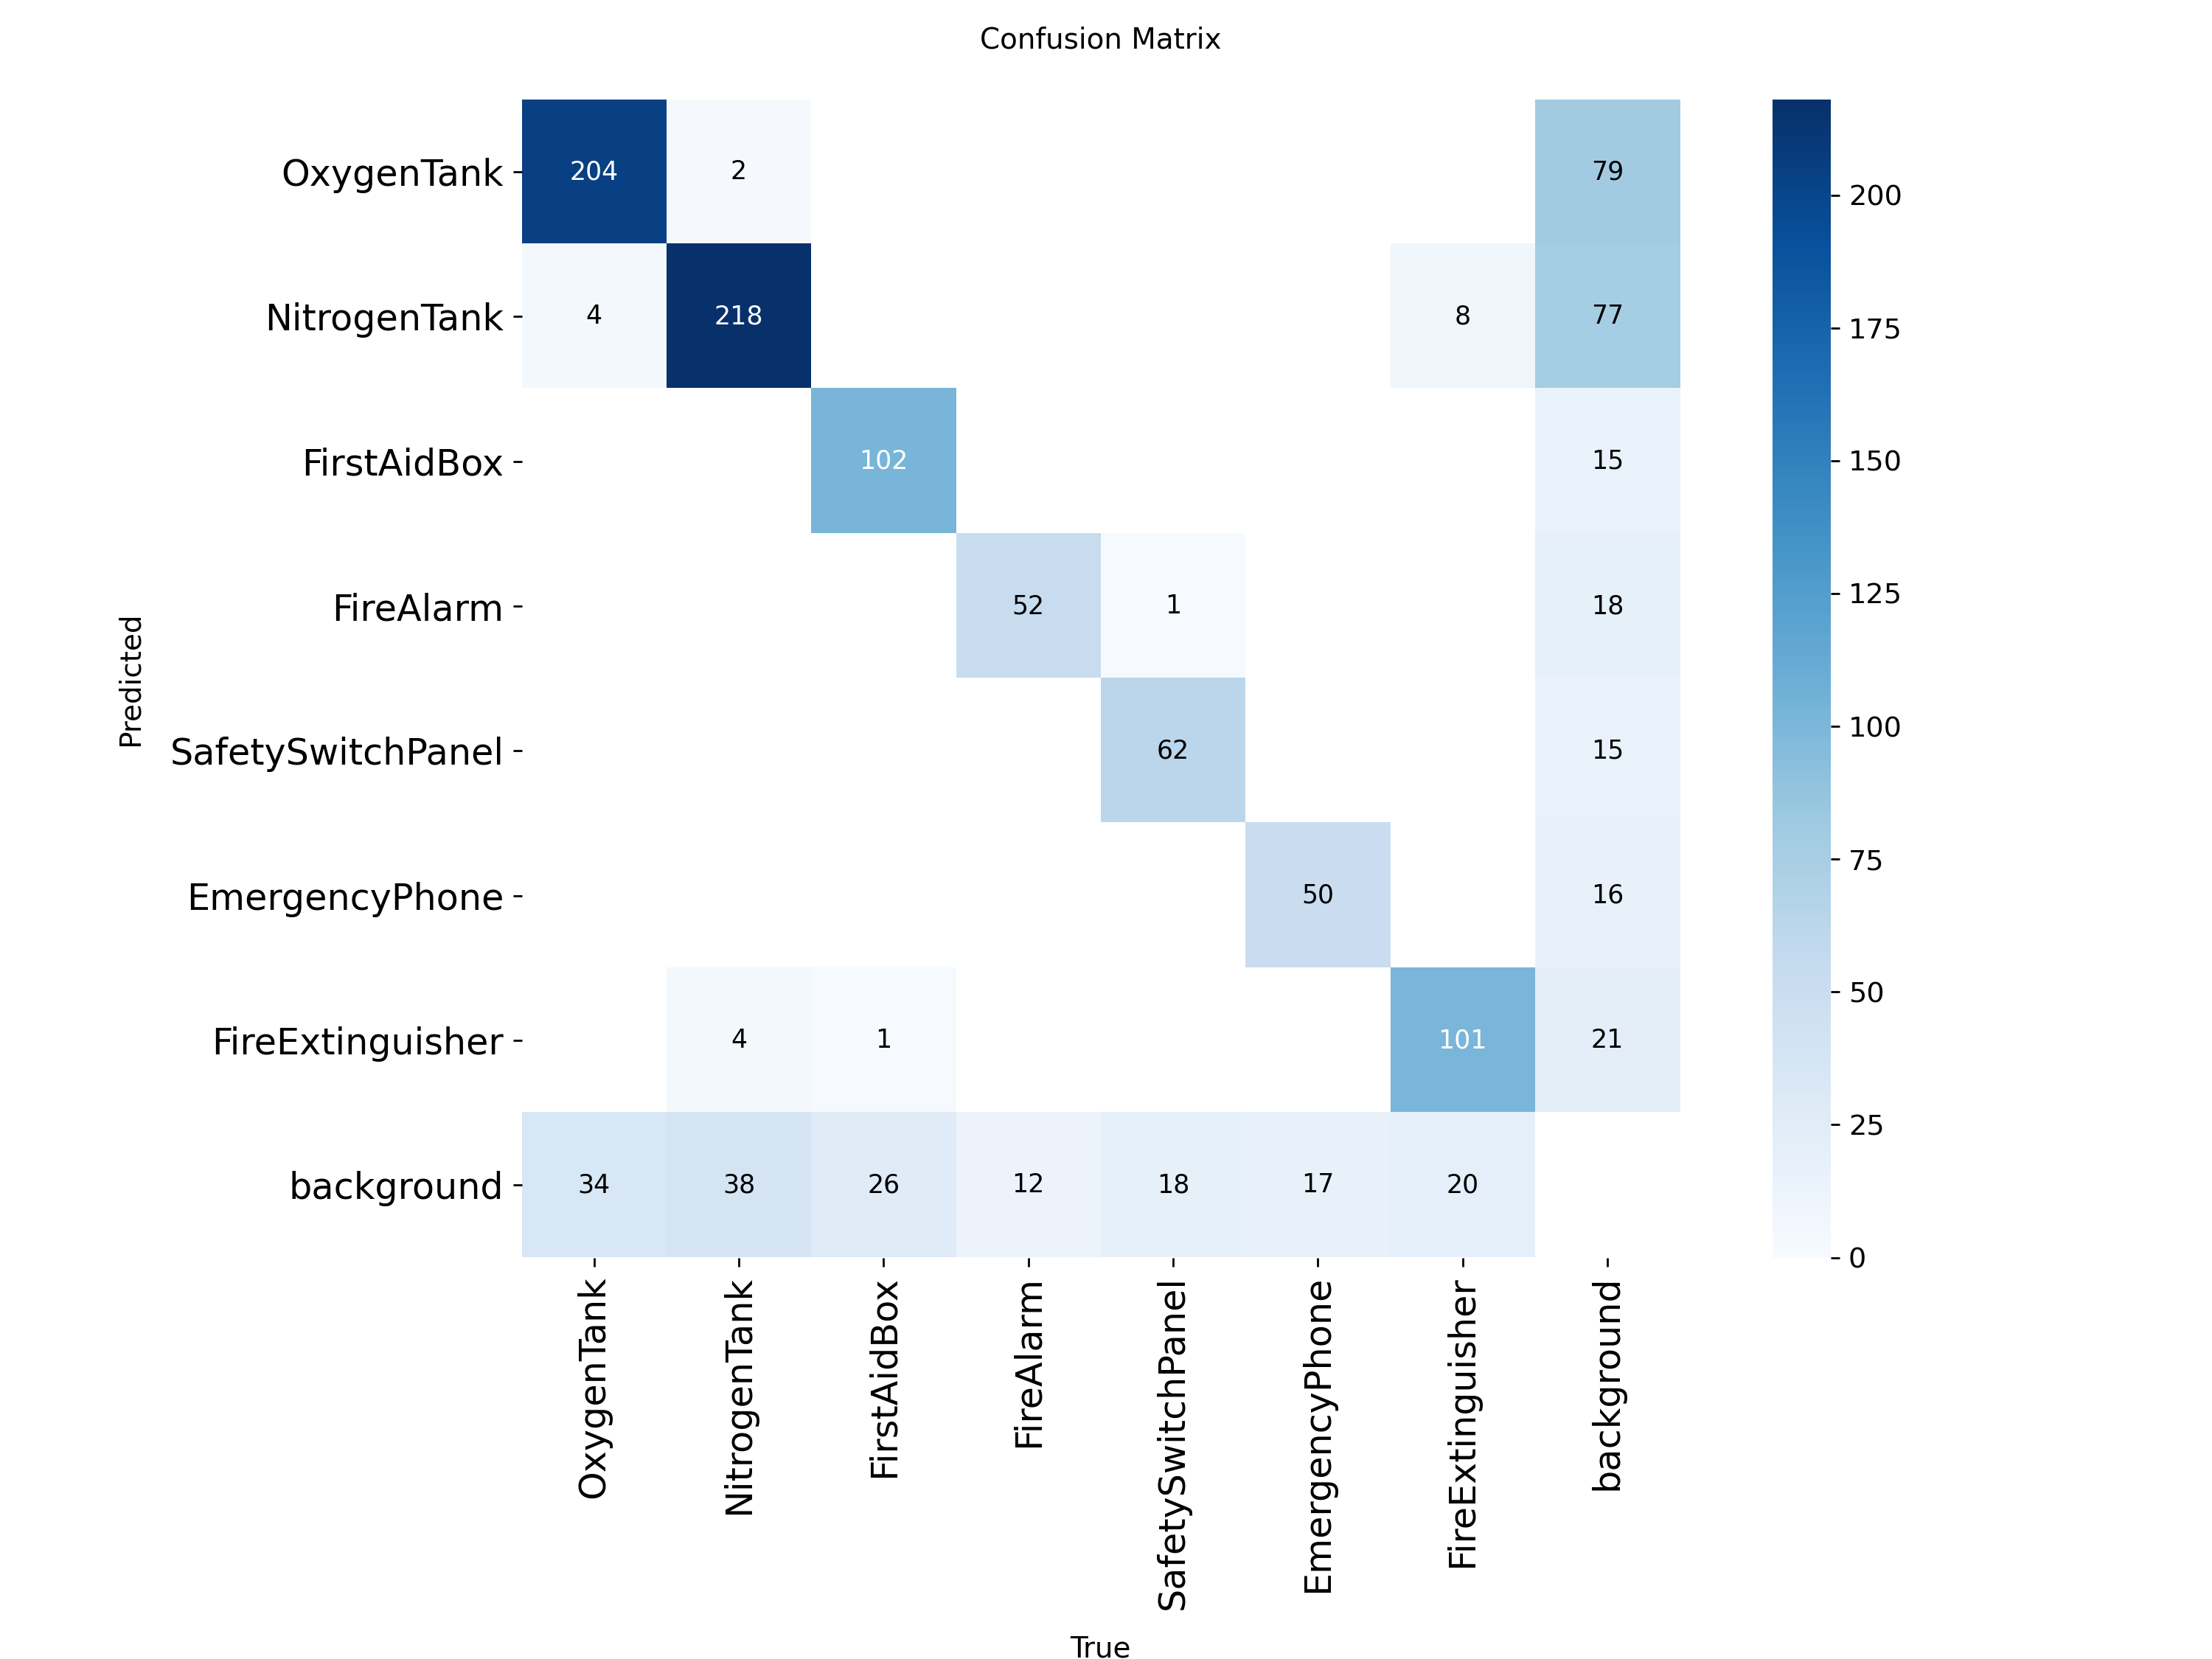 Confusion Matrix
OxygenTank 204 2 79
NitrogenTank 4 218 8 77
FirstAidBox 102 15
FireAlarm 52 1 18
SafetySwitchPanel 62 15
EmergencyPhone 50 16
FireExtinguisher 4 1 101 21
background 34 38 26 12 18 17 20
Predicted
OxygenTank
NitrogenTank
FirstAidBox
FireAlarm
SafetySwitchPanel
EmergencyPhone
FireExtinguisher
background
True
200
175
150
125
100
75
50
25
0